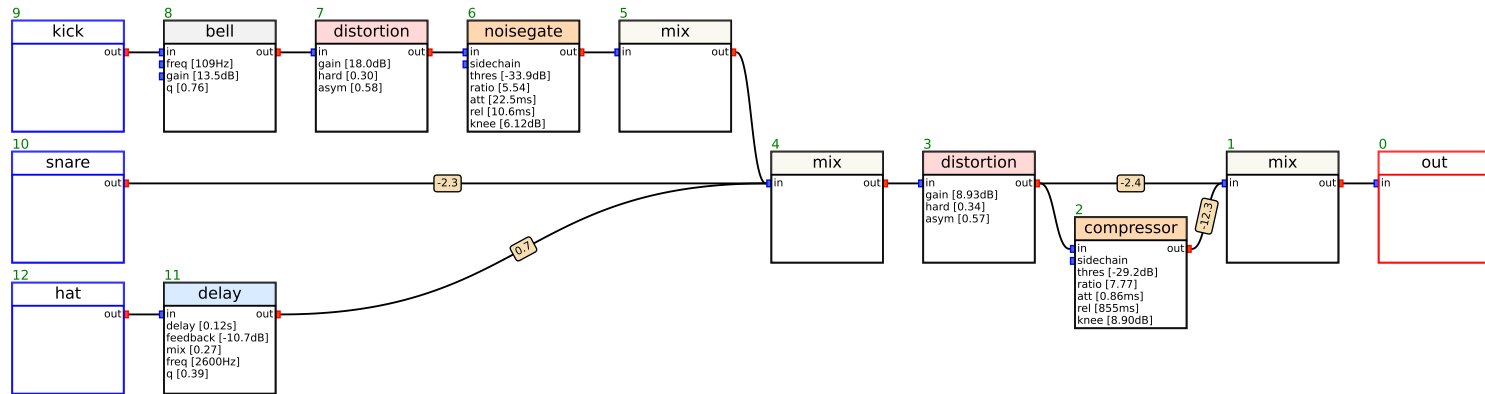 9
kick
out
8
bell
in out
freq [109Hz]
gain [13.5dB]
q [0.76]
7
distortion
in out
gain [18.0dB]
hard [0.30]
asym [0.58]
6
noisegate
in out
sidechain
thres [-33.9dB]
ratio [5.54]
att [22.5ms]
rel [10.6ms]
knee [6.12dB]
5
mix
in out
10
snare
out
-2.3
4
mix
in out
3
distortion
in out
gain [8.93dB]
hard [0.34]
asym [0.57]
-2.4
2
compressor
in out
sidechain
thres [-29.2dB]
ratio [7.77]
att [0.86ms]
rel [855ms]
knee [8.90dB]
-12.3
1
mix
in out
0
out
in
12
hat
out
11
delay
in out
delay [0.12s]
feedback [-10.7dB]
mix [0.27]
freq [2600Hz]
q [0.39]
0.7